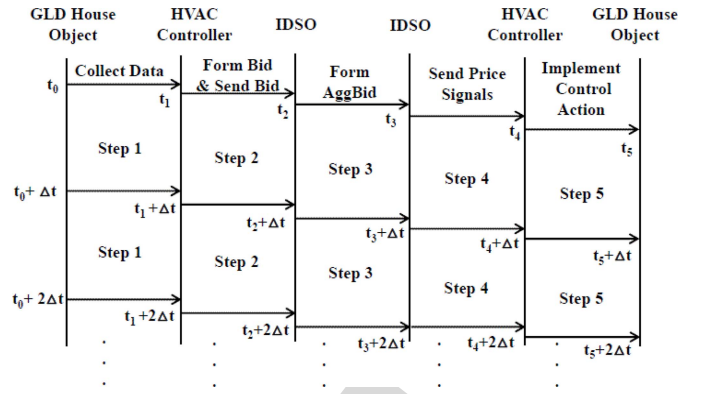 GLD House
Object
HVAC
Controller
IDSO
IDSO
HVAC
Controller
GLD House
Object
Collect Data
Form Bid
& Send Bid
Form
AggBid
Send Price
Signals
Implement
Control
Action
t0
t1
t2
t3
t4
t5
Step 1
Step 2
Step 3
Step 4
Step 5
t0+ Δt
t1+Δt
t2+Δt
t3+Δt
t4+Δt
t5+Δt
Step 1
Step 2
Step 3
Step 4
Step 5
t0+ 2Δt
t1+2Δt
t2+2Δt
t3+2Δt
t4+2Δt
t5+2Δt